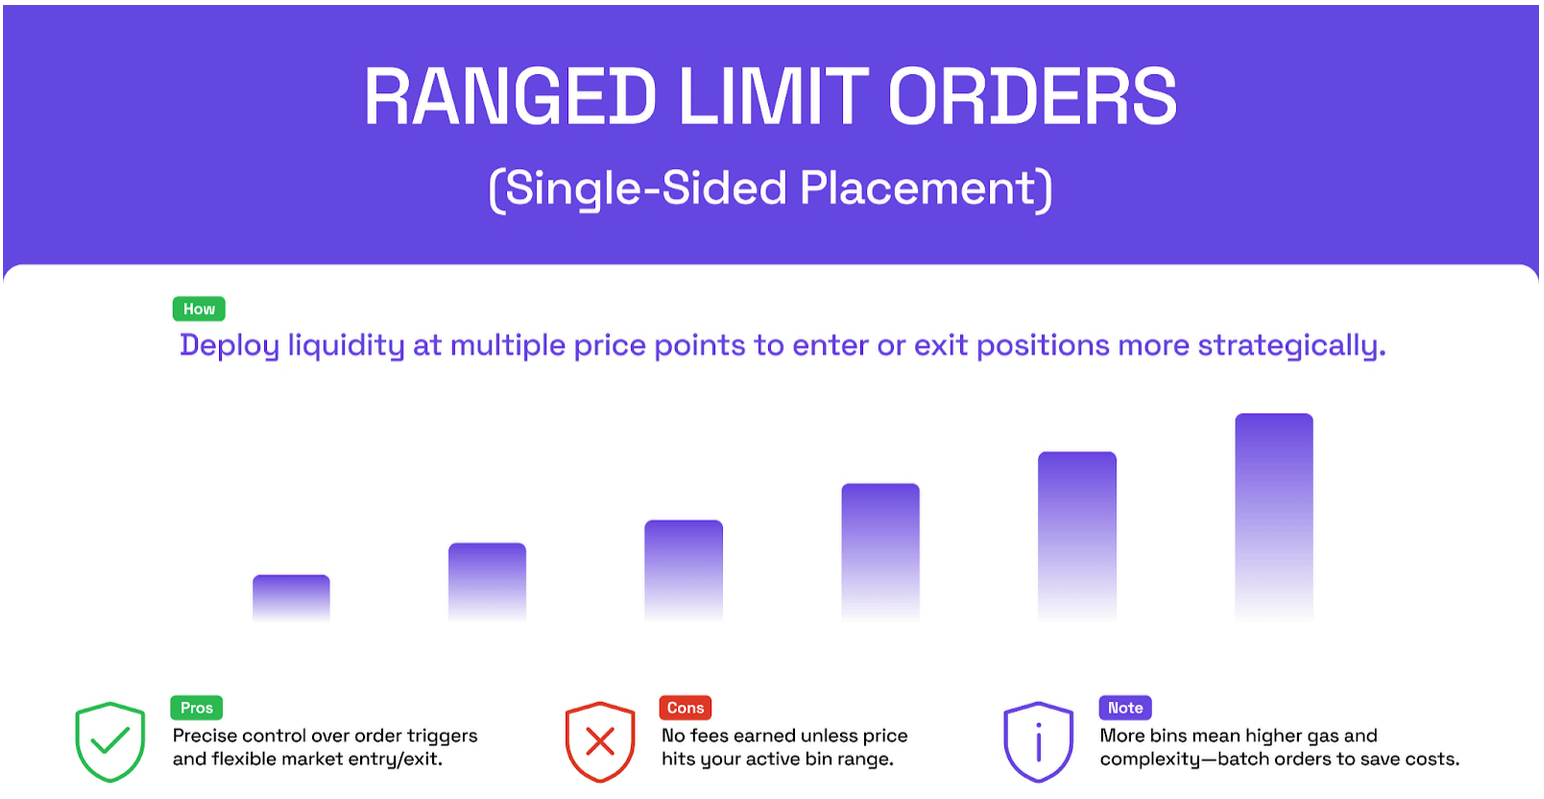 RANGED LIMIT ORDERS
(Single-Sided Placement)
How
Deploy liquidity at multiple price points to enter or exit positions more strategically.
Pros
Precise control over order triggers
and flexible market entry/exit.
Cons
No fees earned unless price
hits your active bin range.
Note
More bins mean higher gas and
complexity—batch orders to save costs.